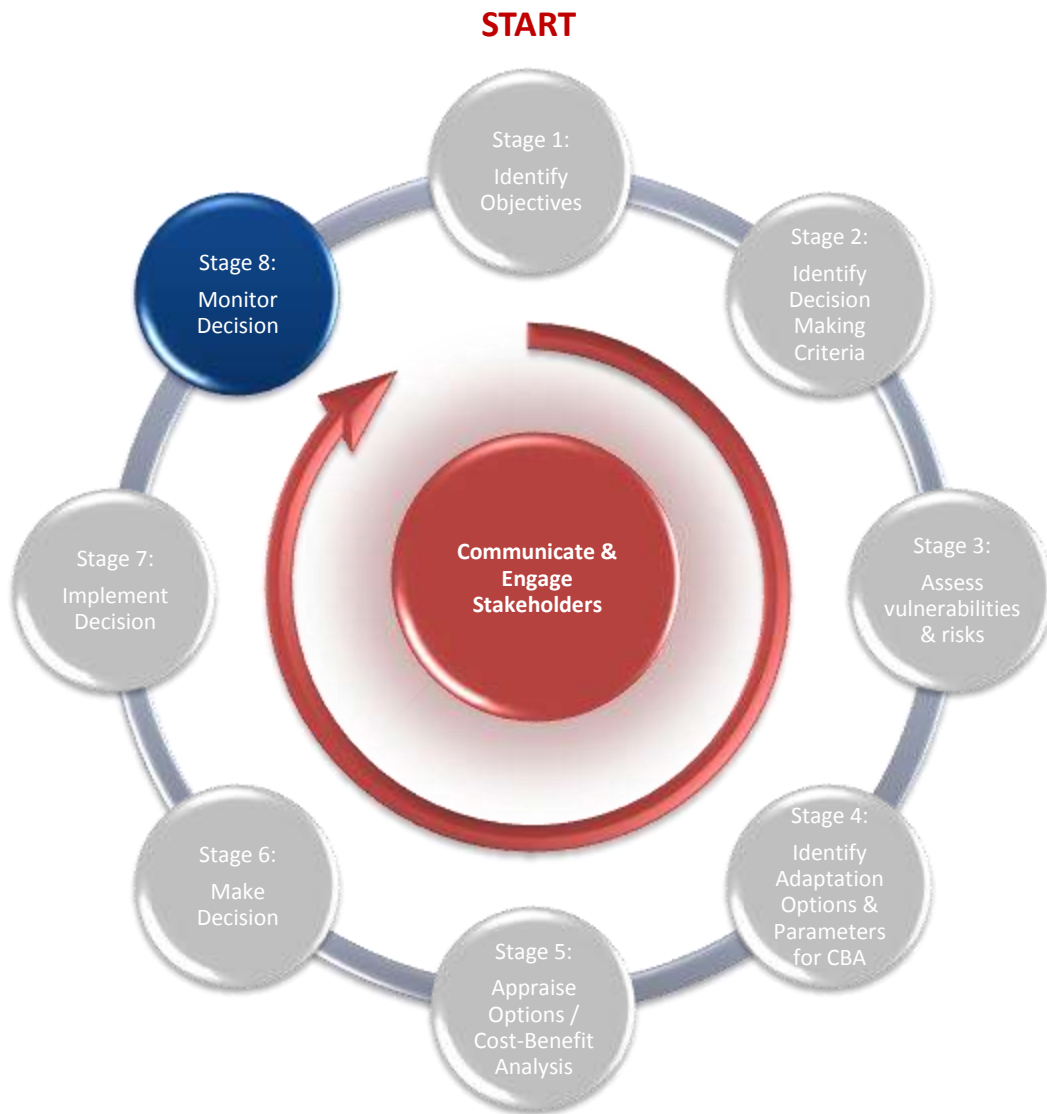 START
Stage 1:
Identify
Objectives
Stage 2:
Identify
Decision
Making
Criteria
Stage 3:
Assess
vulnerabilities
& risks
Stage 4:
Identify
Adaptation
Options &
Parameters
for CBA
Stage 5:
Appraise
Options /
Cost-Benefit
Analysis
Stage 6:
Make
Decision
Stage 7:
Implement
Decision
Stage 8:
Monitor
Decision
Communicate &
Engage
Stakeholders